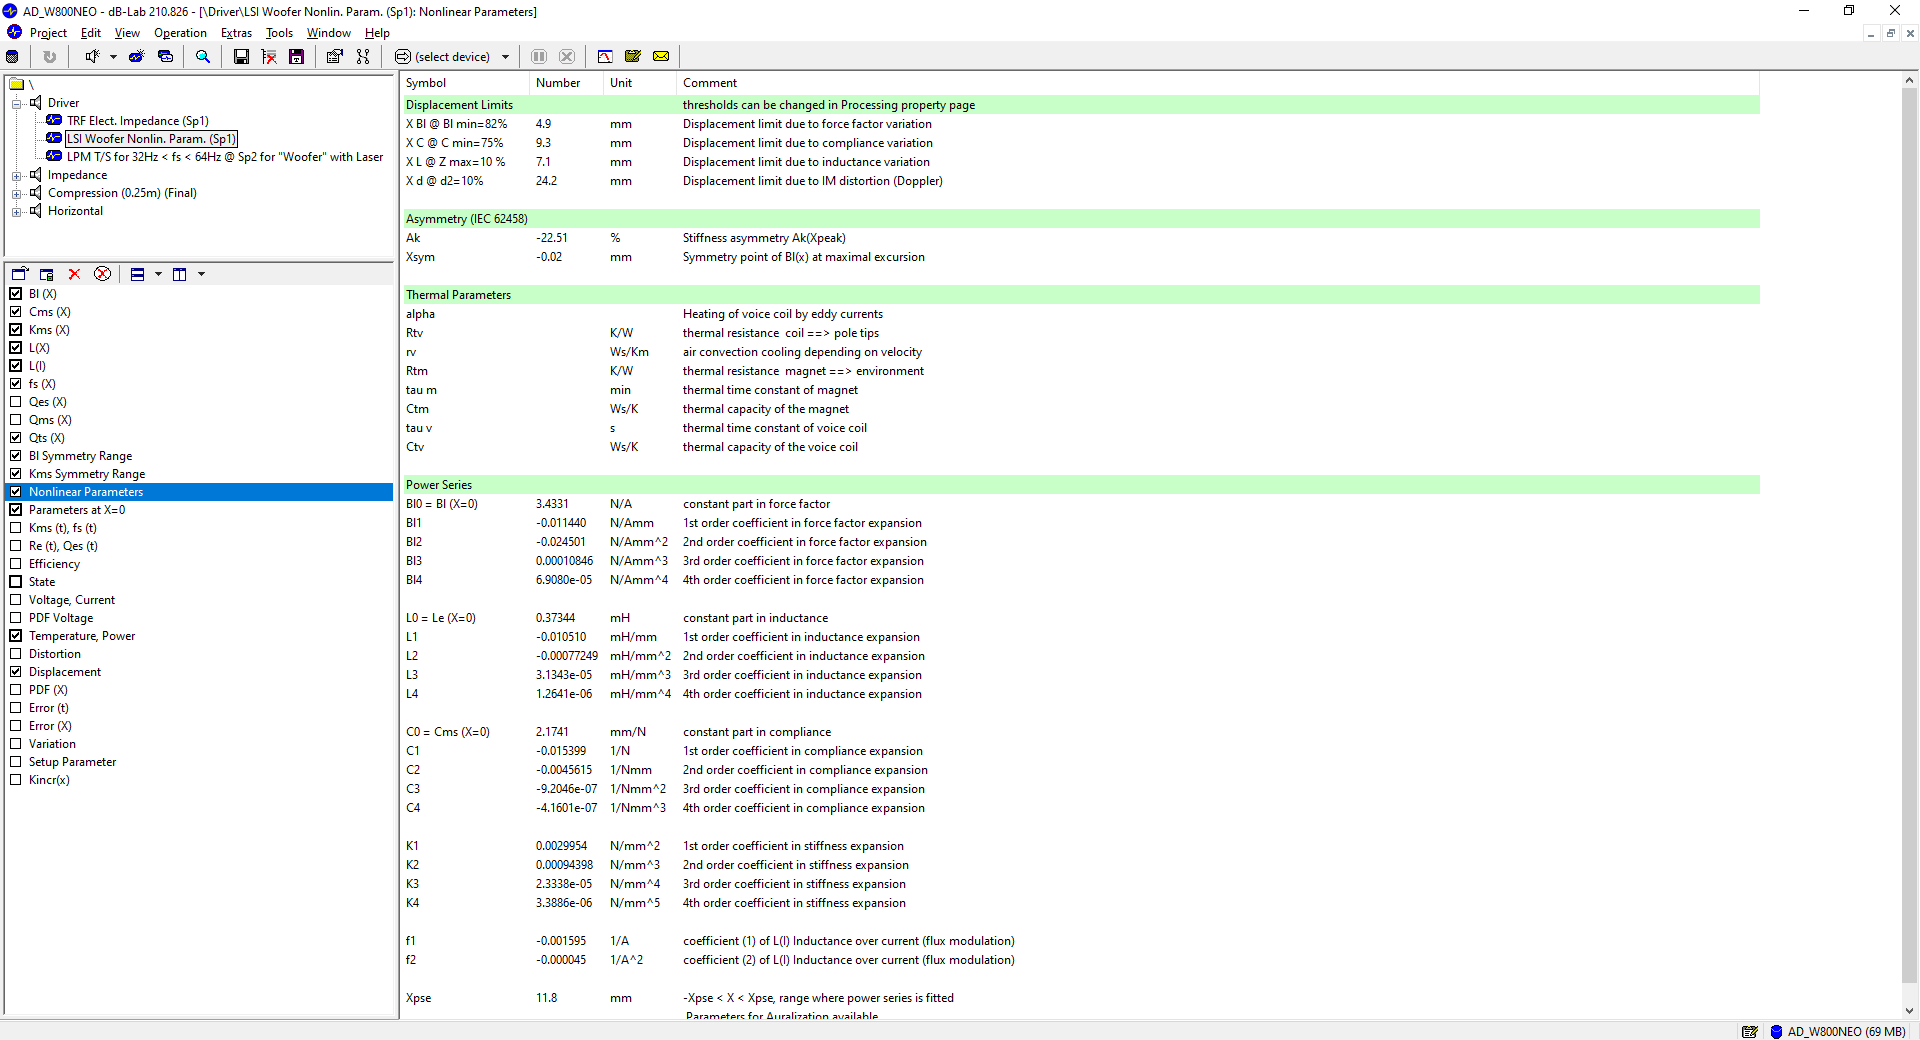 AD_W800NEO - dB-Lab 210.826 - [\Driver\LSI Woofer Nonlin. Param. (Sp1): Nonlinear Parameters]
Project Edit View Operation Extras Tools Window Help
(select device)
\
Driver
TRF Elect. Impedance (Sp1)
LSI Woofer Nonlin. Param. (Sp1)
LPM T/S for 32Hz < fs < 64Hz @ Sp2 for "Woofer" with Laser
Impedance
Compression (0.25m) (Final)
Horizontal
Bl (X)
Cms (X)
Kms (X)
L(X)
L(I)
fs (X)
Qes (X)
Qms (X)
Qts (X)
Bl Symmetry Range
Kms Symmetry Range
Nonlinear Parameters
Parameters at X=0
Kms (t), fs (t)
Re (t), Qes (t)
Efficiency
State
Voltage, Current
PDF Voltage
Temperature, Power
Distortion
Displacement
PDF (X)
Error (t)
Error (X)
Variation
Setup Parameter
Kincr(x)
Symbol Number Unit Comment
Displacement Limits thresholds can be changed in Processing property page
X Bl @ Bl min=82% 4.9 mm Displacement limit due to force factor variation
X C @ C min=75% 9.3 mm Displacement limit due to compliance variation
X L @ Z max=10 % 7.1 mm Displacement limit due to inductance variation
X d @ d2=10% 24.2 mm Displacement limit due to IM distortion (Doppler)
Asymmetry (IEC 62458)
Ak -22.51 % Stiffness asymmetry Ak(Xpeak)
Xsym -0.02 mm Symmetry point of Bl(x) at maximal excursion
Thermal Parameters
alpha Heating of voice coil by eddy currents
Rtv K/W thermal resistance  coil ==> pole tips
rv Ws/Km air convection cooling depending on velocity
Rtm K/W thermal resistance  magnet ==> environment
tau m min thermal time constant of magnet
Ctm Ws/K thermal capacity of the magnet
tau v s thermal time constant of voice coil
Ctv Ws/K thermal capacity of the voice coil
Power Series
Bl0 = Bl (X=0) 3.4331 N/A constant part in force factor
Bl1 -0.011440 N/Amm 1st order coefficient in force factor expansion
Bl2 -0.024501 N/Amm^2 2nd order coefficient in force factor expansion
Bl3 0.00010846 N/Amm^3 3rd order coefficient in force factor expansion
Bl4 6.9080e-05 N/Amm^4 4th order coefficient in force factor expansion
L0 = Le (X=0) 0.37344 mH constant part in inductance
L1 -0.010510 mH/mm 1st order coefficient in inductance expansion
L2 -0.00077249 mH/mm^2 2nd order coefficient in inductance expansion
L3 3.1343e-05 mH/mm^3 3rd order coefficient in inductance expansion
L4 1.2641e-06 mH/mm^4 4th order coefficient in inductance expansion
C0 = Cms (X=0) 2.1741 mm/N constant part in compliance
C1 -0.015399 1/N 1st order coefficient in compliance expansion
C2 -0.0045615 1/Nmm 2nd order coefficient in compliance expansion
C3 -9.2046e-07 1/Nmm^2 3rd order coefficient in compliance expansion
C4 -4.1601e-07 1/Nmm^3 4th order coefficient in compliance expansion
K1 0.0029954 N/mm^2 1st order coefficient in stiffness expansion
K2 0.00094398 N/mm^3 2nd order coefficient in stiffness expansion
K3 2.3338e-05 N/mm^4 3rd order coefficient in stiffness expansion
K4 3.3886e-06 N/mm^5 4th order coefficient in stiffness expansion
f1 -0.001595 1/A coefficient (1) of L(I) Inductance over current (flux modulation)
f2 -0.000045 1/A^2 coefficient (2) of L(I) Inductance over current (flux modulation)
Xpse 11.8 mm -Xpse < X < Xpse, range where power series is fitted
Parameters for Auralization available
AD_W800NEO (69 MB)